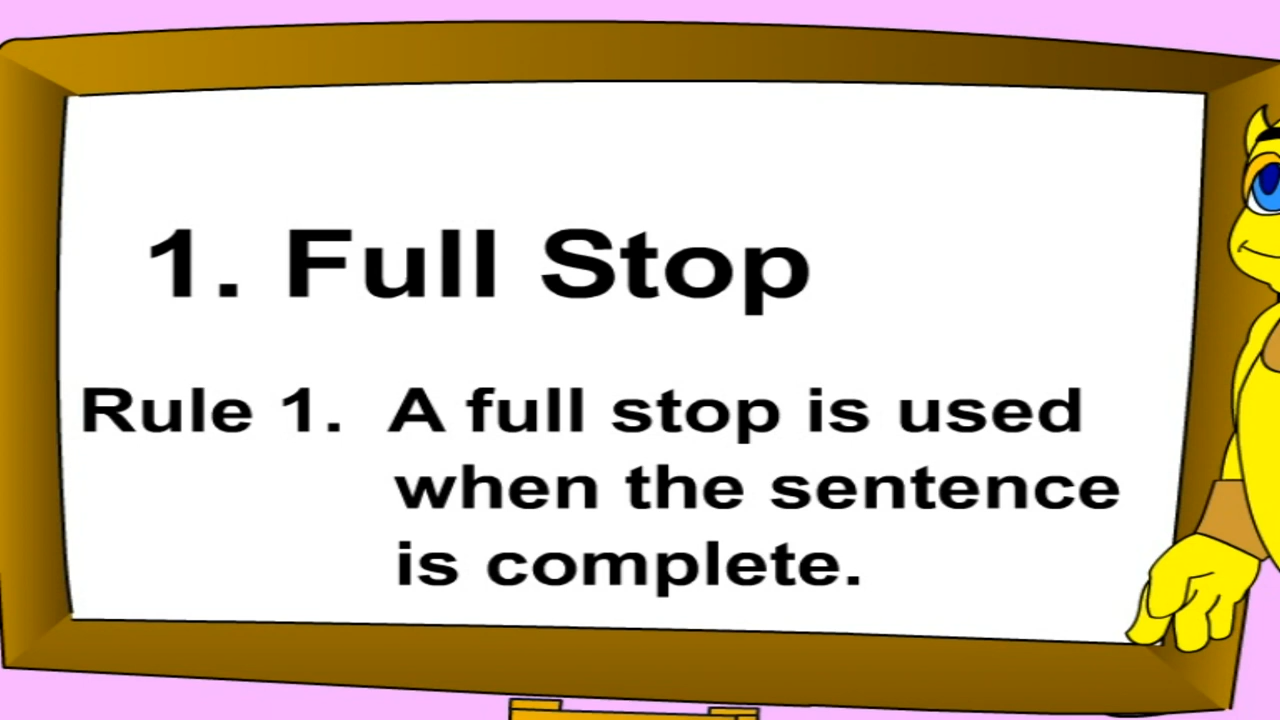 1. Full Stop
Rule 1. A full stop is used
when the sentence
is complete.